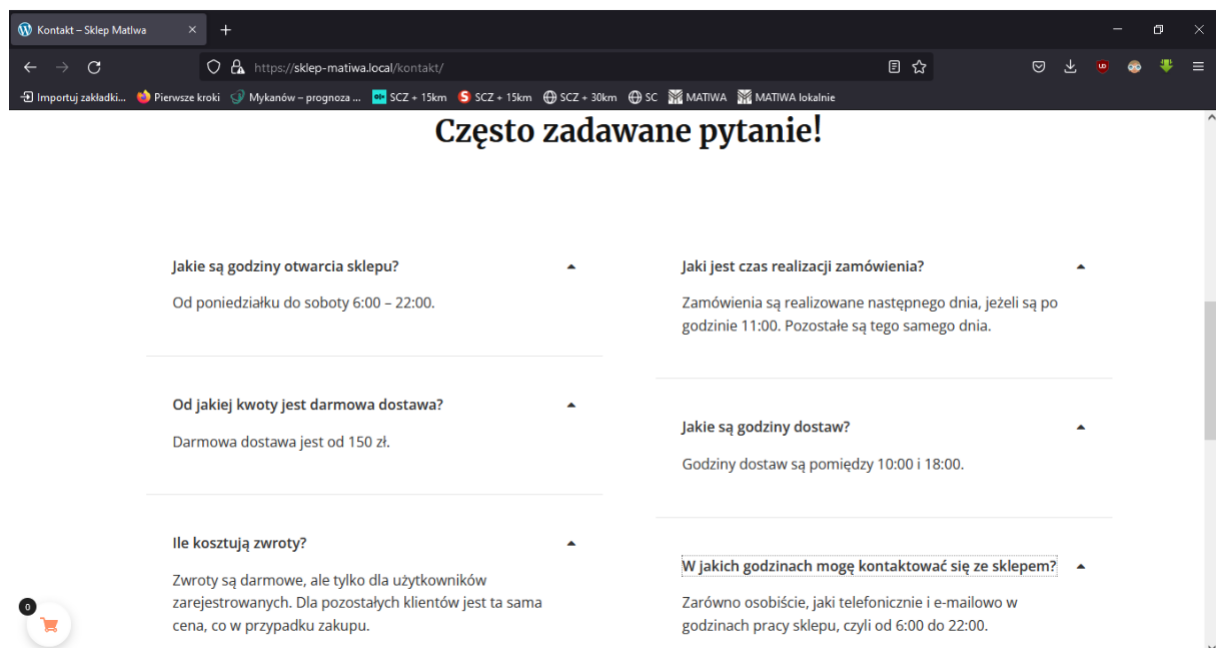 Kontakt – Sklep MatIwa
https://sklep-matiwa.local/kontakt/
Importuj zakładki... Pierwsze kroki Mykanów – prognoza ... SCZ + 15km SCZ + 15km SCZ + 30km SC MATIWA MATIWA lokalnie
Często zadawane pytanie!
Jakie są godziny otwarcia sklepu?
Od poniedziałku do soboty 6:00 – 22:00.
Od jakiej kwoty jest darmowa dostawa?
Darmowa dostawa jest od 150 zł.
Ile kosztują zwroty?
Zwroty są darmowe, ale tylko dla użytkowników
zarejestrowanych. Dla pozostałych klientów jest ta sama
cena, co w przypadku zakupu.
Jaki jest czas realizacji zamówienia?
Zamówienia są realizowane następnego dnia, jeżeli są po
godzinie 11:00. Pozostałe są tego samego dnia.
Jakie są godziny dostaw?
Godziny dostaw są pomiędzy 10:00 i 18:00.
W jakich godzinach mogę kontaktować się ze sklepem?
Zarówno osobiście, jaki telefonicznie i e-mailowo w
godzinach pracy sklepu, czyli od 6:00 do 22:00.
0